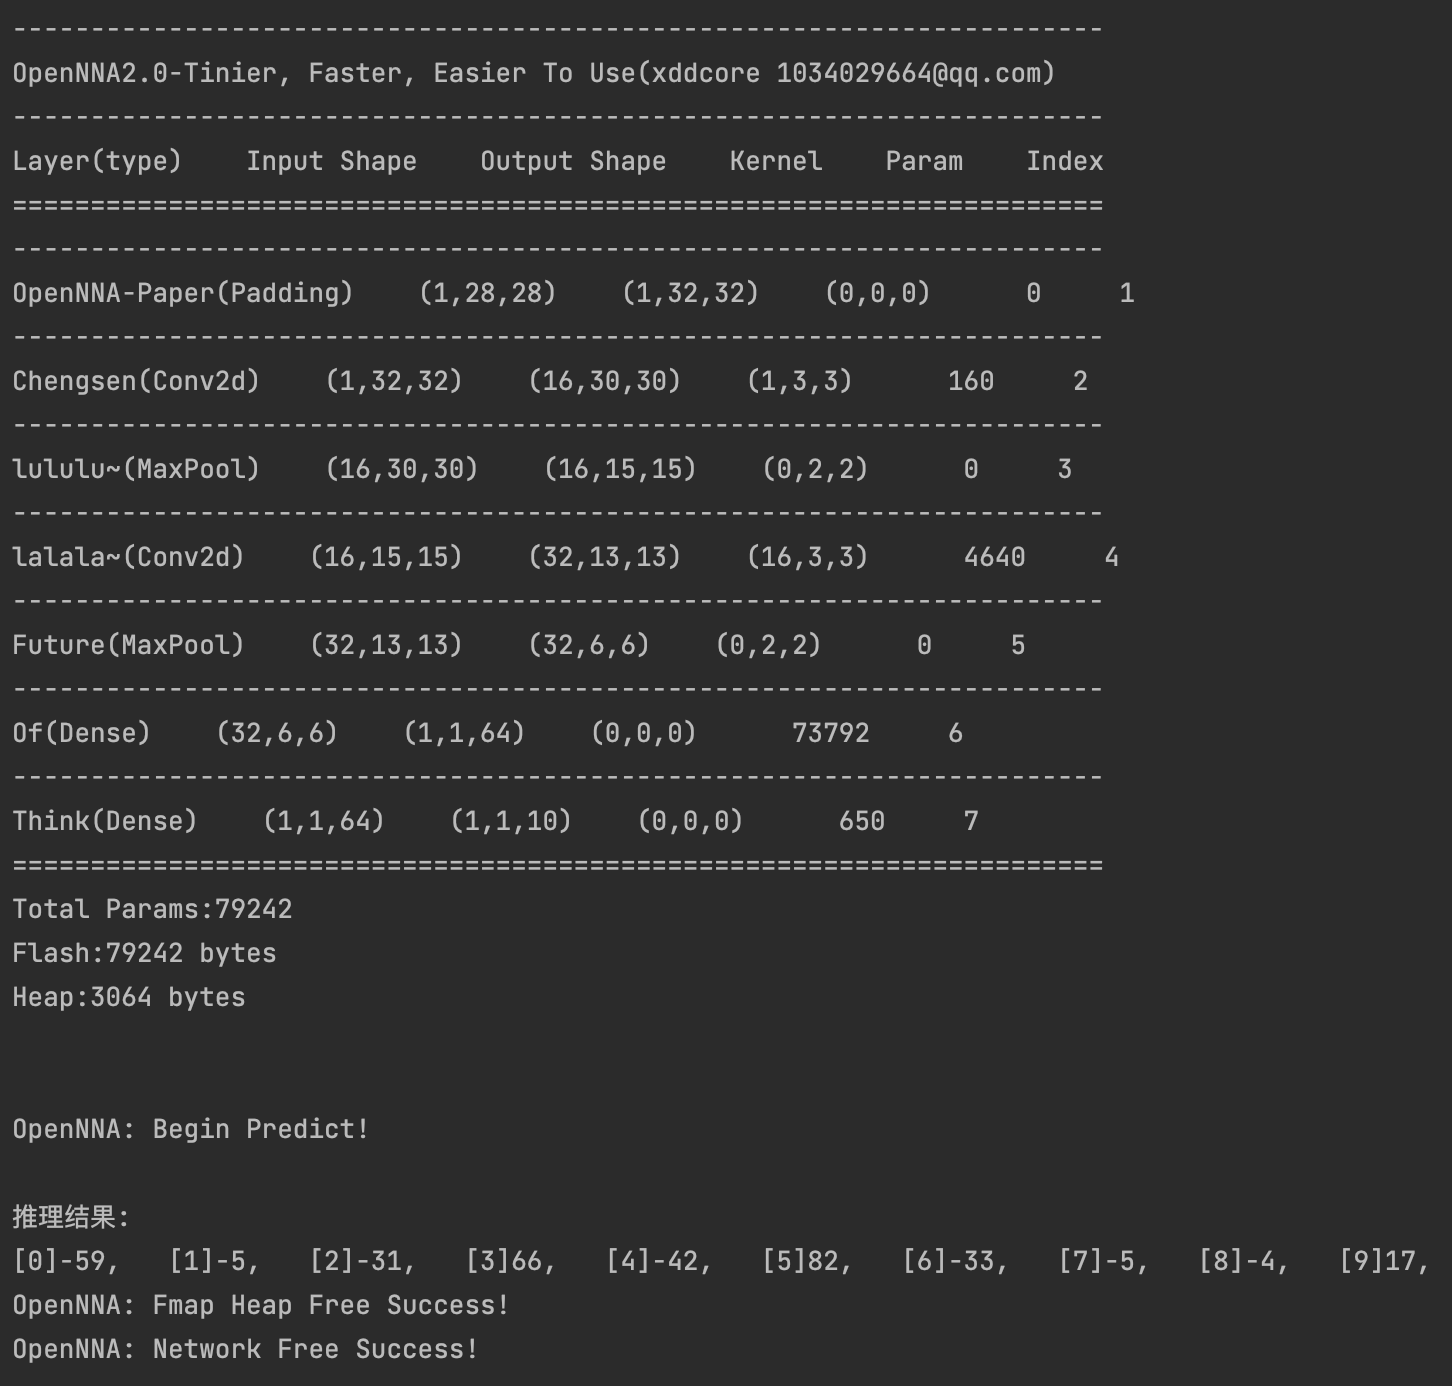 ----------------------------------------------------------------------
OpenNNA2.0-Tinier, Faster, Easier To Use(xddcore 1034029664@qq.com)
----------------------------------------------------------------------
Layer(type)    Input Shape    Output Shape    Kernel    Param    Index
======================================================================
----------------------------------------------------------------------
OpenNNA-Paper(Padding)    (1,28,28)    (1,32,32)    (0,0,0)      0     1
----------------------------------------------------------------------
Chengsen(Conv2d)    (1,32,32)    (16,30,30)    (1,3,3)      160     2
----------------------------------------------------------------------
lululu~(MaxPool)    (16,30,30)    (16,15,15)    (0,2,2)      0     3
----------------------------------------------------------------------
lalala~(Conv2d)    (16,15,15)    (32,13,13)    (16,3,3)      4640     4
----------------------------------------------------------------------
Future(MaxPool)    (32,13,13)    (32,6,6)    (0,2,2)      0     5
----------------------------------------------------------------------
Of(Dense)    (32,6,6)    (1,1,64)    (0,0,0)      73792     6
----------------------------------------------------------------------
Think(Dense)    (1,1,64)    (1,1,10)    (0,0,0)      650     7
======================================================================
Total Params:79242
Flash:79242 bytes
Heap:3064 bytes
OpenNNA: Begin Predict!
推理结果:
[0]-59,   [1]-5,   [2]-31,   [3]66,   [4]-42,   [5]82,   [6]-33,   [7]-5,   [8]-4,   [9]17,
OpenNNA: Fmap Heap Free Success!
OpenNNA: Network Free Success!